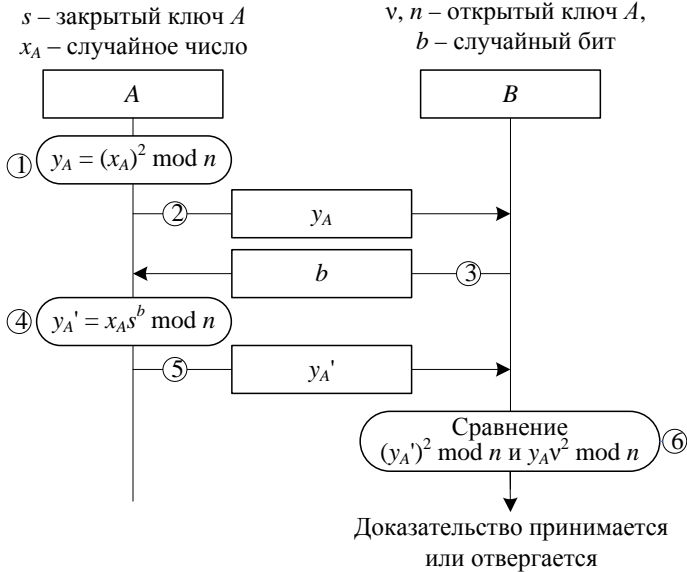 s – закрытый ключ A
x_A – случайное число
ν, n – открытый ключ A,
b – случайный бит
A
B
① y_A = (x_A)² mod n
② y_A
b ③
④ y_A' = x_A s^b mod n
⑤ y_A'
Сравнение
(y_A')² mod n и y_A ν² mod n ⑥
Доказательство принимается
или отвергается